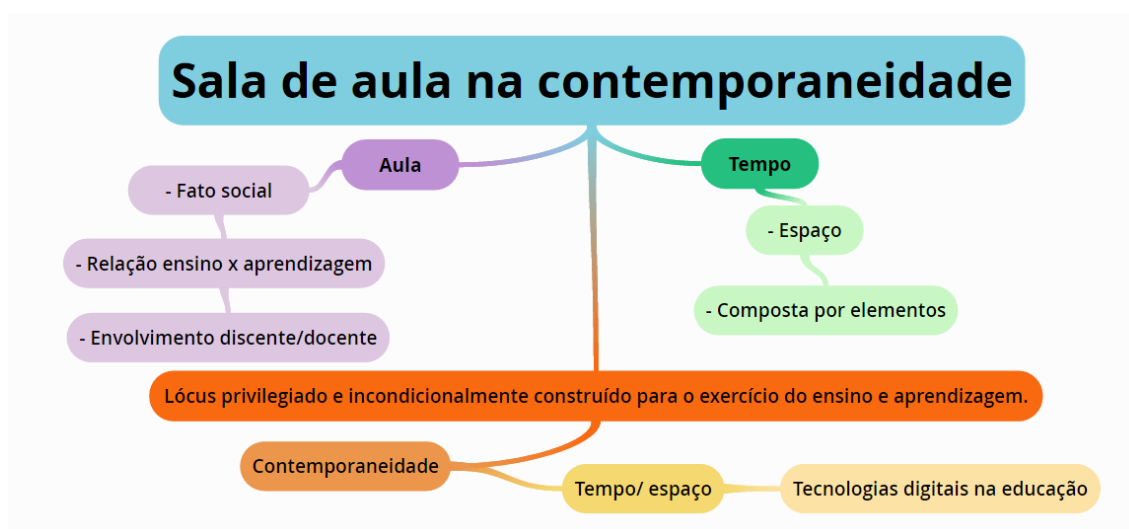 Sala de aula na contemporaneidade
Aula
- Fato social
- Relação ensino x aprendizagem
- Envolvimento discente/docente
Tempo
- Espaço
- Composta por elementos
Lócus privilegiado e incondicionalmente construído para o exercício do ensino e aprendizagem.
Contemporaneidade
Tempo/ espaço
Tecnologias digitais na educação